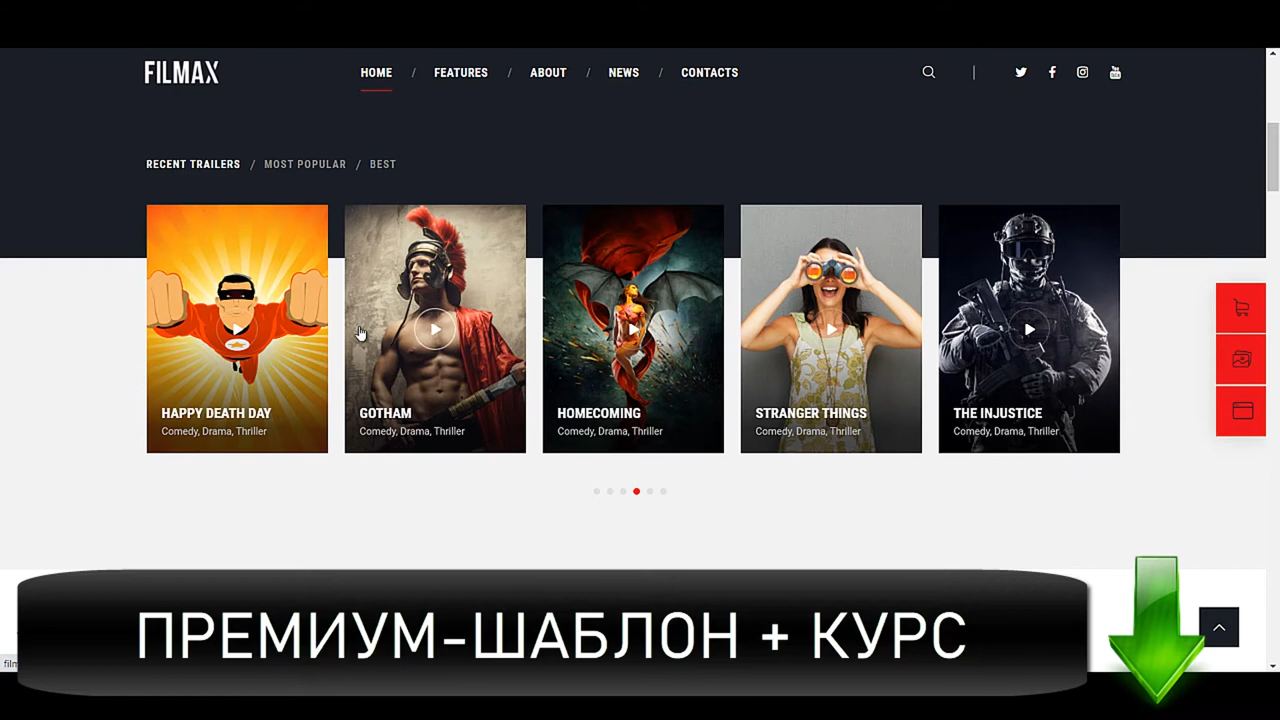 FILMAX
HOME / FEATURES / ABOUT / NEWS / CONTACTS
RECENT TRAILERS / MOST POPULAR / BEST
HAPPY DEATH DAY
Comedy, Drama, Thriller
GOTHAM
Comedy, Drama, Thriller
HOMECOMING
Comedy, Drama, Thriller
STRANGER THINGS
Comedy, Drama, Thriller
THE INJUSTICE
Comedy, Drama, Thriller
ПРЕМИУМ-ШАБЛОН + КУРС